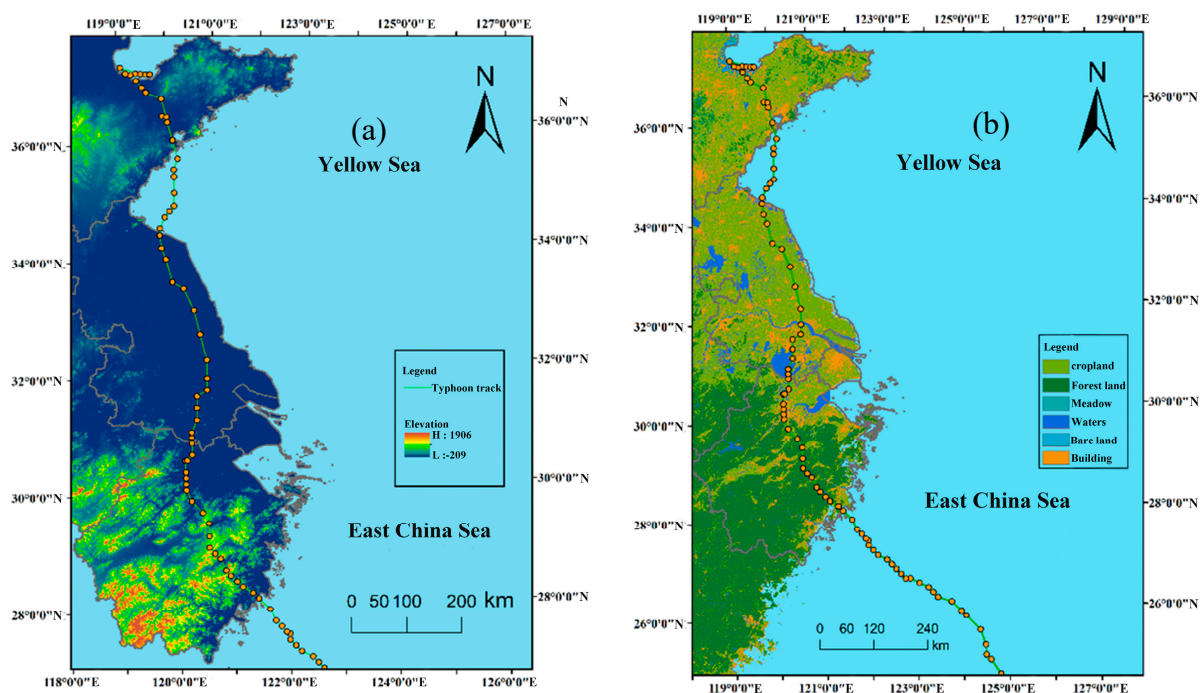 119°0′0″E 121°0′0″E 123°0′0″E 125°0′0″E 127°0′0″E
(a)
N
N
Yellow Sea
36°0′0″N
36°0′0″N
34°0′0″N
34°0′0″N
32°0′0″N
32°0′0″N
30°0′0″N
30°0′0″N
28°0′0″N
28°0′0″N
Legend
Typhoon track
Elevation
H : 1906
L :-209
East China Sea
0 50 100 200 km
118°0′0″E 120°0′0″E 122°0′0″E 124°0′0″E 126°0′0″E
119°0′0″E 121°0′0″E 123°0′0″E 125°0′0″E 127°0′0″E 129°0′0″E
(b)
N
Yellow Sea
36°0′0″N
36°0′0″N
34°0′0″N
34°0′0″N
32°0′0″N
32°0′0″N
30°0′0″N
30°0′0″N
28°0′0″N
28°0′0″N
26°0′0″N
26°0′0″N
Legend
cropland
Forest land
Meadow
Waters
Bare land
Building
East China Sea
0 60 120 240
km
119°0′0″E 121°0′0″E 123°0′0″E 125°0′0″E 127°0′0″E